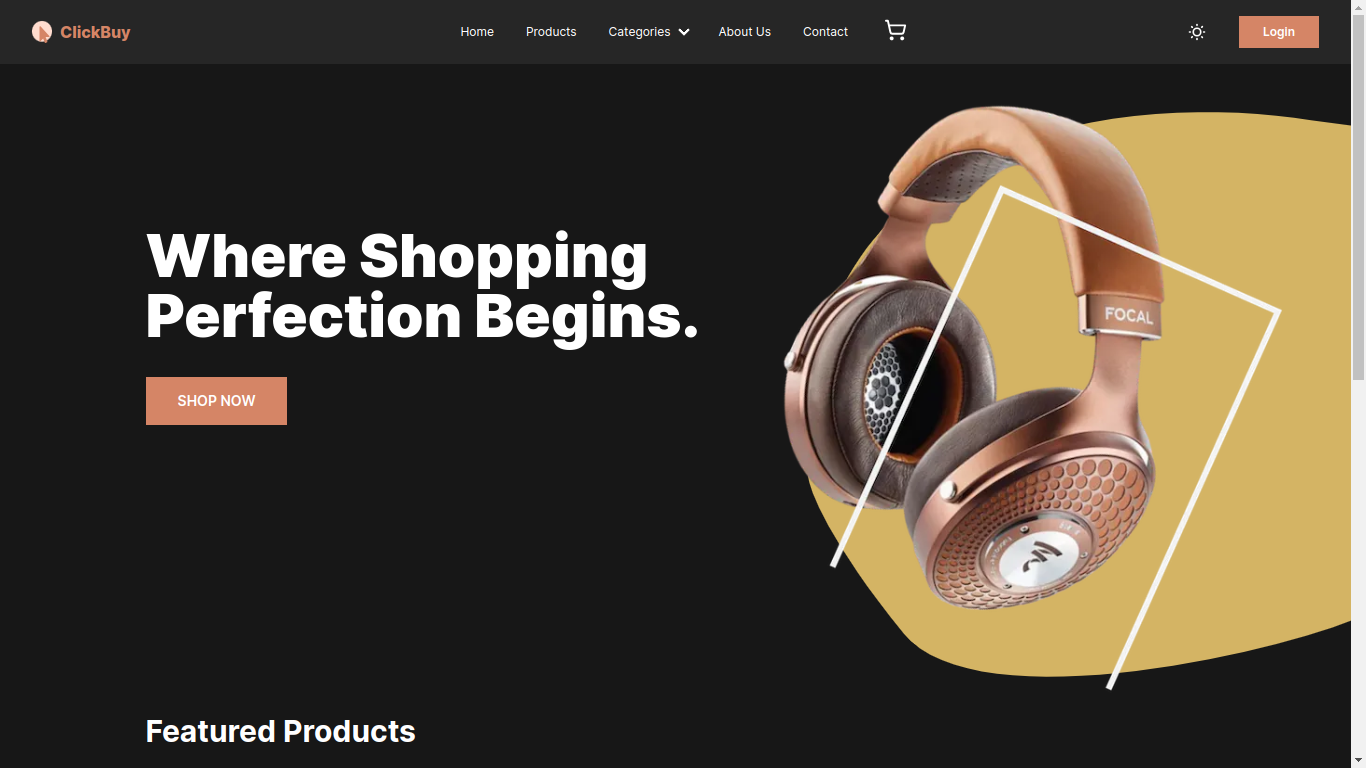 ClickBuy
Home
Products
Categories
About Us
Contact
Login
Where Shopping
Perfection Begins.
SHOP NOW
FOCAL
Featured Products